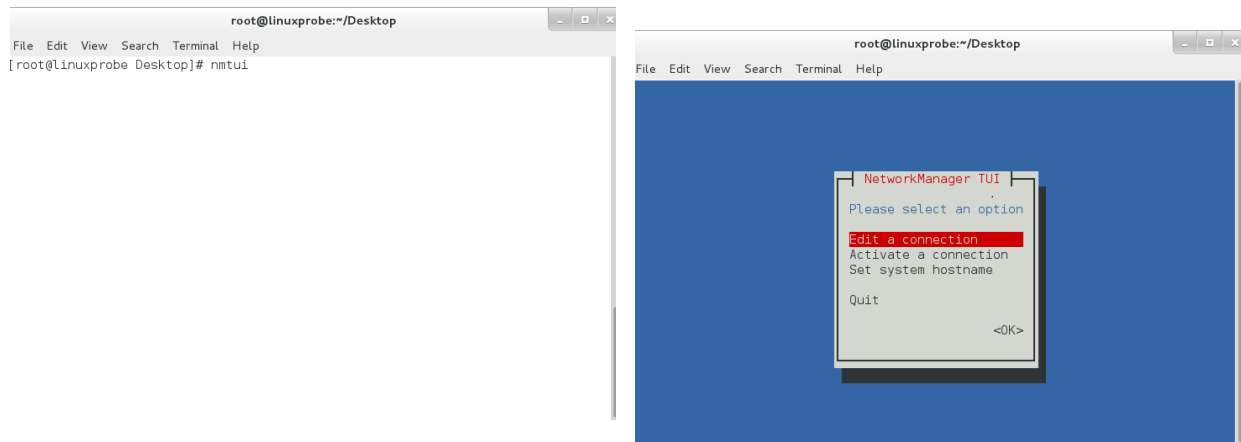 root@linuxprobe:~/Desktop
File Edit View Search Terminal Help
[root@linuxprobe Desktop]# nmtui
root@linuxprobe:~/Desktop
File Edit View Search Terminal Help
NetworkManager TUI
Please select an option
Edit a connection
Activate a connection
Set system hostname
Quit
<OK>